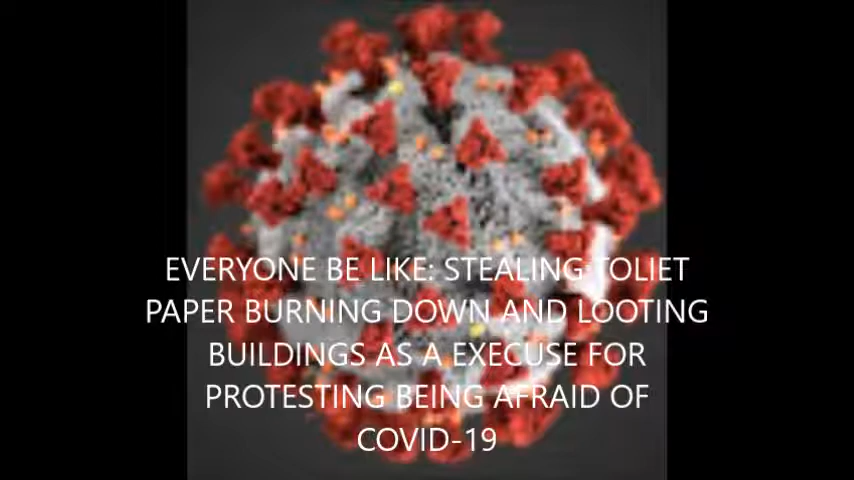 EVERYONE BE LIKE: STEALING TOLIET
PAPER BURNING DOWN AND LOOTING
BUILDINGS AS A EXECUSE FOR
PROTESTING BEING AFRAID OF
COVID-19